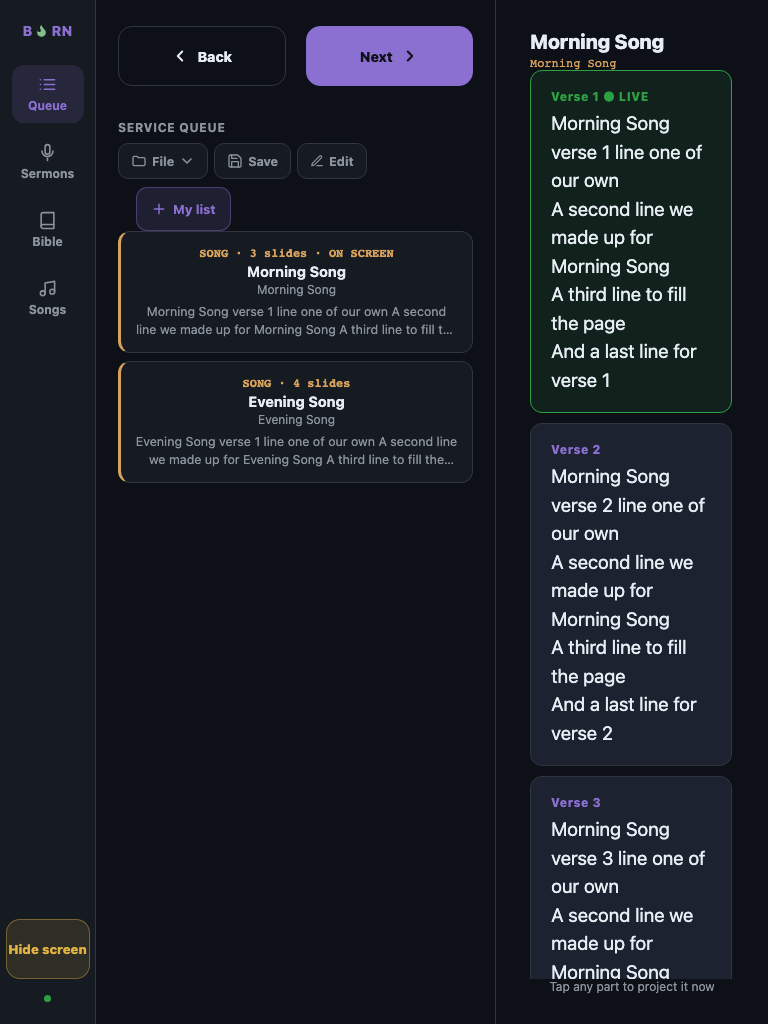 B RN
Queue
Sermons
Bible
Songs
Hide screen
Back
Next
SERVICE QUEUE
File
Save
Edit
+ My list
SONG · 3 slides · ON SCREEN
Morning Song
Morning Song
Morning Song verse 1 line one of our own A second
line we made up for Morning Song A third line to fill t...
SONG · 4 slides
Evening Song
Evening Song
Evening Song verse 1 line one of our own A second line
we made up for Evening Song A third line to fill the...
Morning Song
Morning Song
Verse 1 ● LIVE
Morning Song
verse 1 line one of
our own
A second line we
made up for
Morning Song
A third line to fill
the page
And a last line for
verse 1
Verse 2
Morning Song
verse 2 line one of
our own
A second line we
made up for
Morning Song
A third line to fill
the page
And a last line for
verse 2
Verse 3
Morning Song
verse 3 line one of
our own
A second line we
made up for
Morning Song
Tap any part to project it now